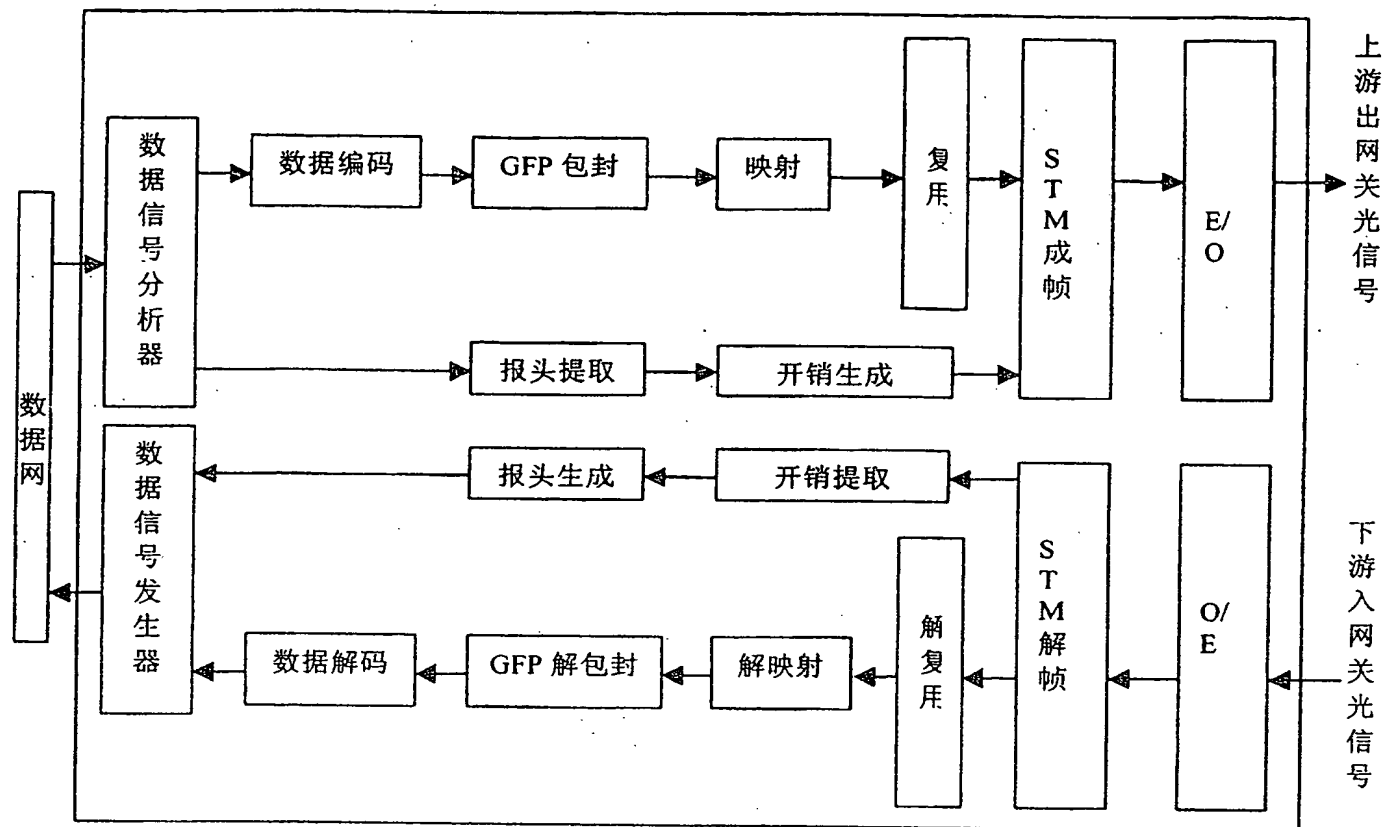 数据网
数据信号分析器
数据编码
GFP 包封
映射
复用
STM成帧
E/O
上游出网关光信号
报头提取
开销生成
数据信号发生器
报头生成
开销提取
数据解码
GFP 解包封
解映射
解复用
STM解帧
O/E
下游入网关光信号